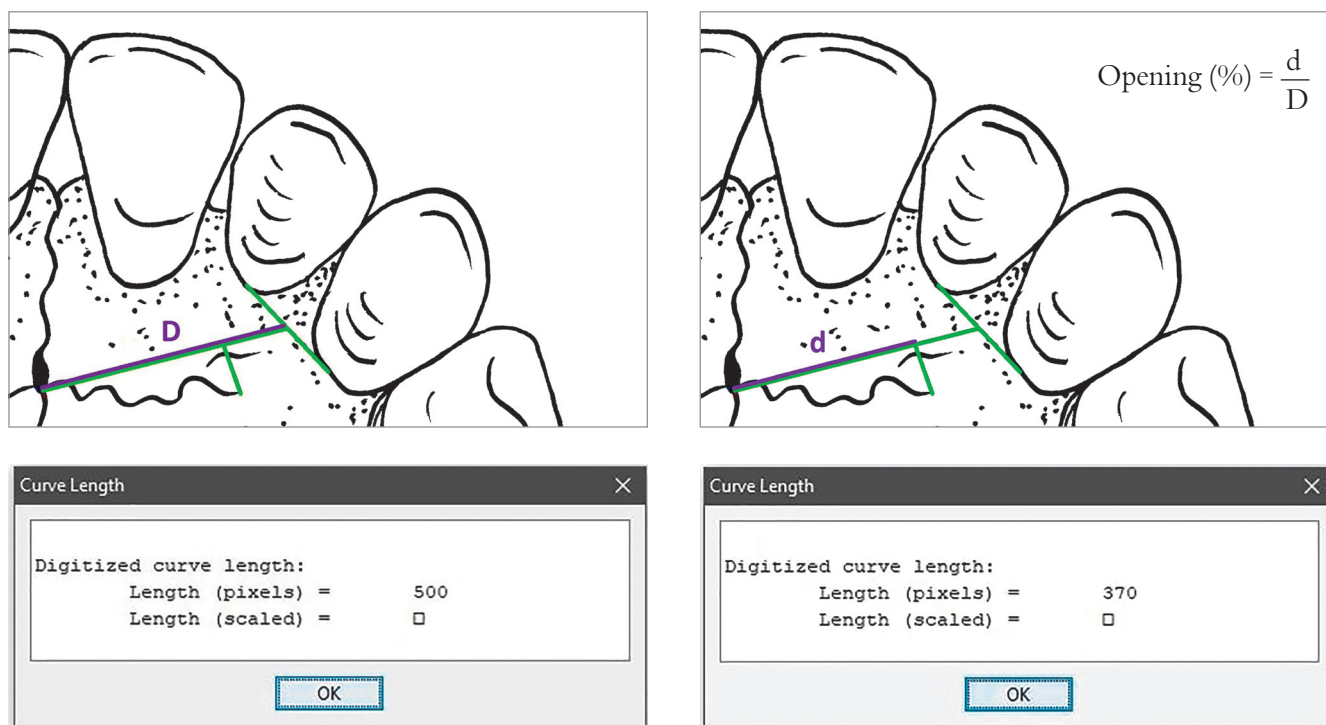 D
d
Opening (%) = d
D
Curve Length
Digitized curve length:
Length (pixels) = 500
Length (scaled) = □
OK
Curve Length
Digitized curve length:
Length (pixels) = 370
Length (scaled) = □
OK